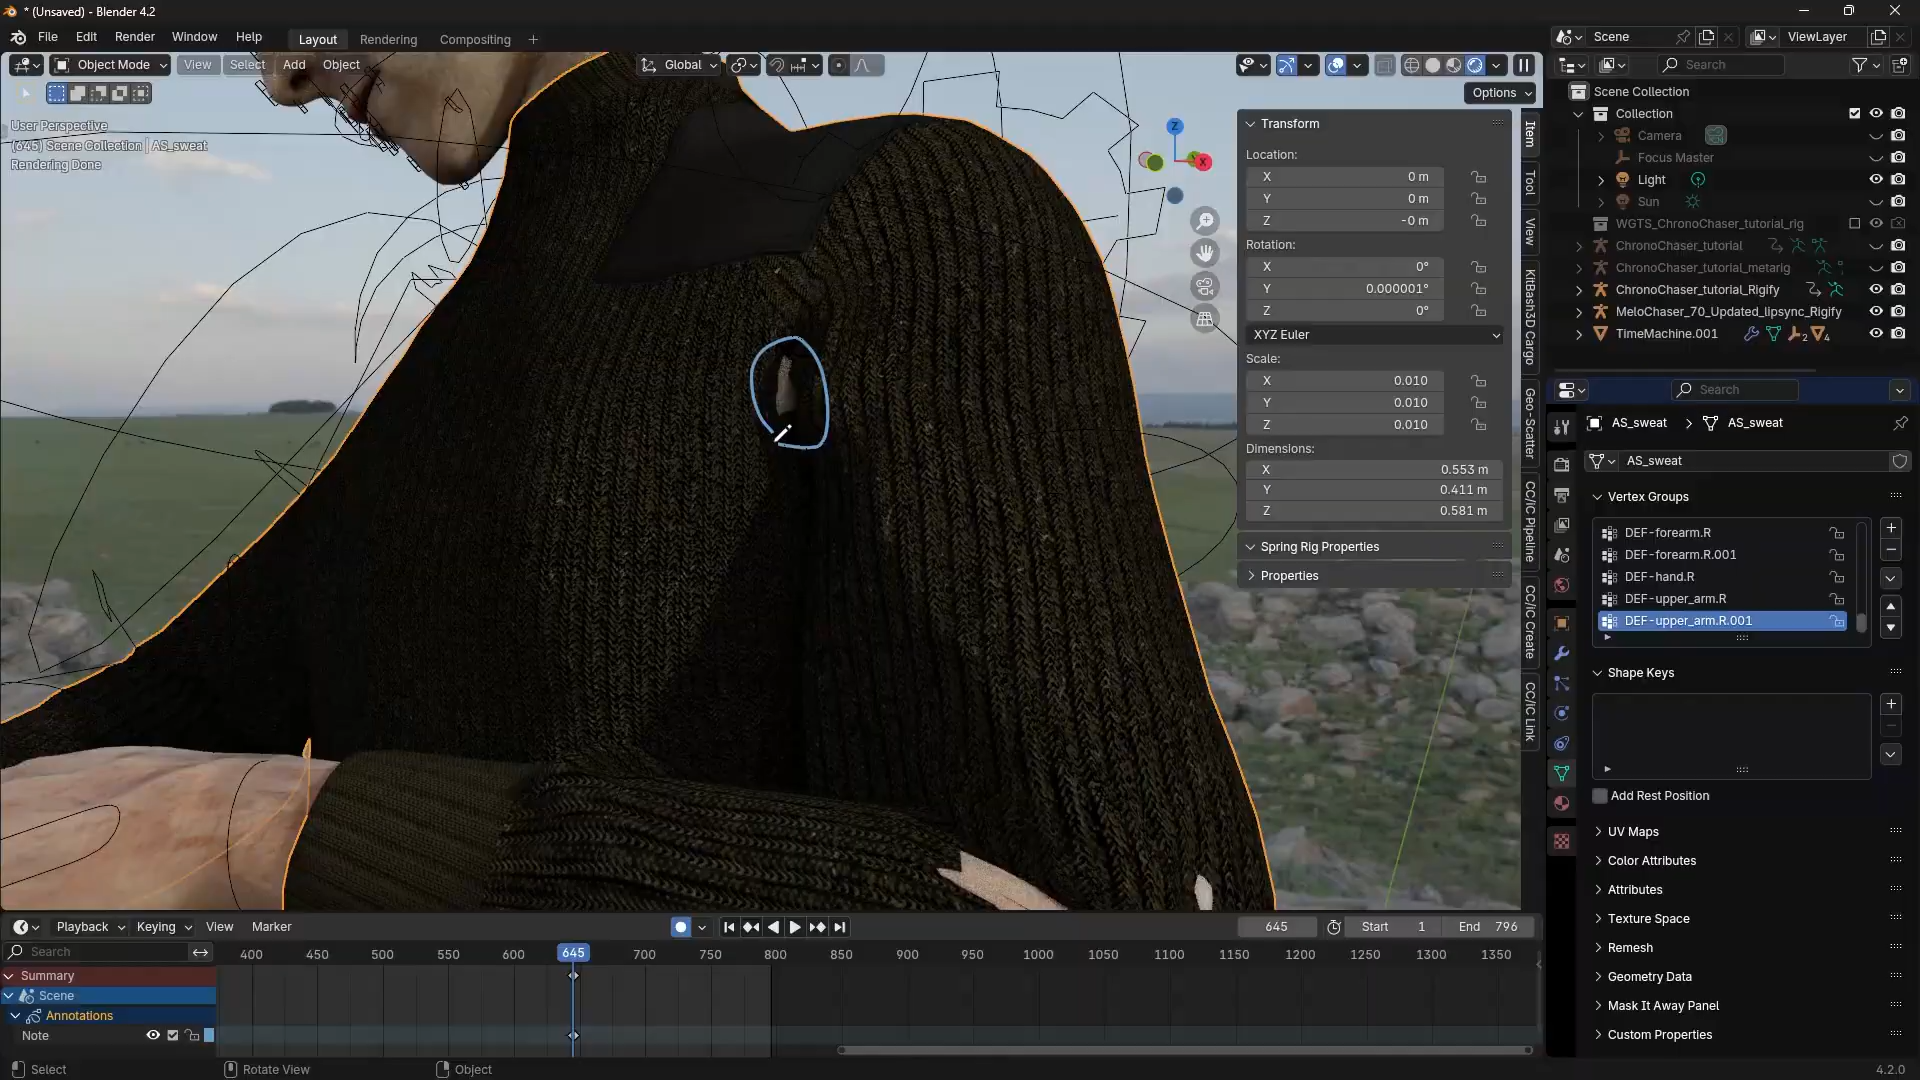 * (Unsaved) - Blender 4.2
File Edit Render Window Help Layout Rendering Compositing +
Scene ViewLayer
Object Mode View Select Add Object Global
Options
Search
User Perspective
(645) Scene Collection | AS_sweat
Rendering Done
Z
X
Transform
Location:
X 0 m
Y 0 m
Z -0 m
Rotation:
X 0°
Y 0.000001°
Z 0°
XYZ Euler
Scale:
X 0.010
Y 0.010
Z 0.010
Dimensions:
X 0.553 m
Y 0.411 m
Z 0.581 m
Spring Rig Properties
Properties
Item
Tool
View
KitBash3D Cargo
Geo-Scatter
CC/iC Pipeline
CC/iC Create
CC/iC Link
Scene Collection
Collection
Camera
Focus Master
Light
Sun
WGTS_ChronoChaser_tutorial_rig
ChronoChaser_tutorial
ChronoChaser_tutorial_metarig
ChronoChaser_tutorial_Rigify
MeloChaser_70_Updated_lipsync_Rigify
TimeMachine.001 2 4
Search
AS_sweat > AS_sweat
AS_sweat
Vertex Groups
DEF-forearm.R
DEF-forearm.R.001
DEF-hand.R
DEF-upper_arm.R
DEF-upper_arm.R.001
Shape Keys
Add Rest Position
UV Maps
Color Attributes
Attributes
Texture Space
Remesh
Geometry Data
Mask It Away Panel
Custom Properties
Playback Keying View Marker 645 Start 1 End 796
Search 400 450 500 550 600 645 700 750 800 850 900 950 1000 1050 1100 1150 1200 1250 1300 1350
Summary
Scene
Annotations
Note
Select Rotate View Object 4.2.0